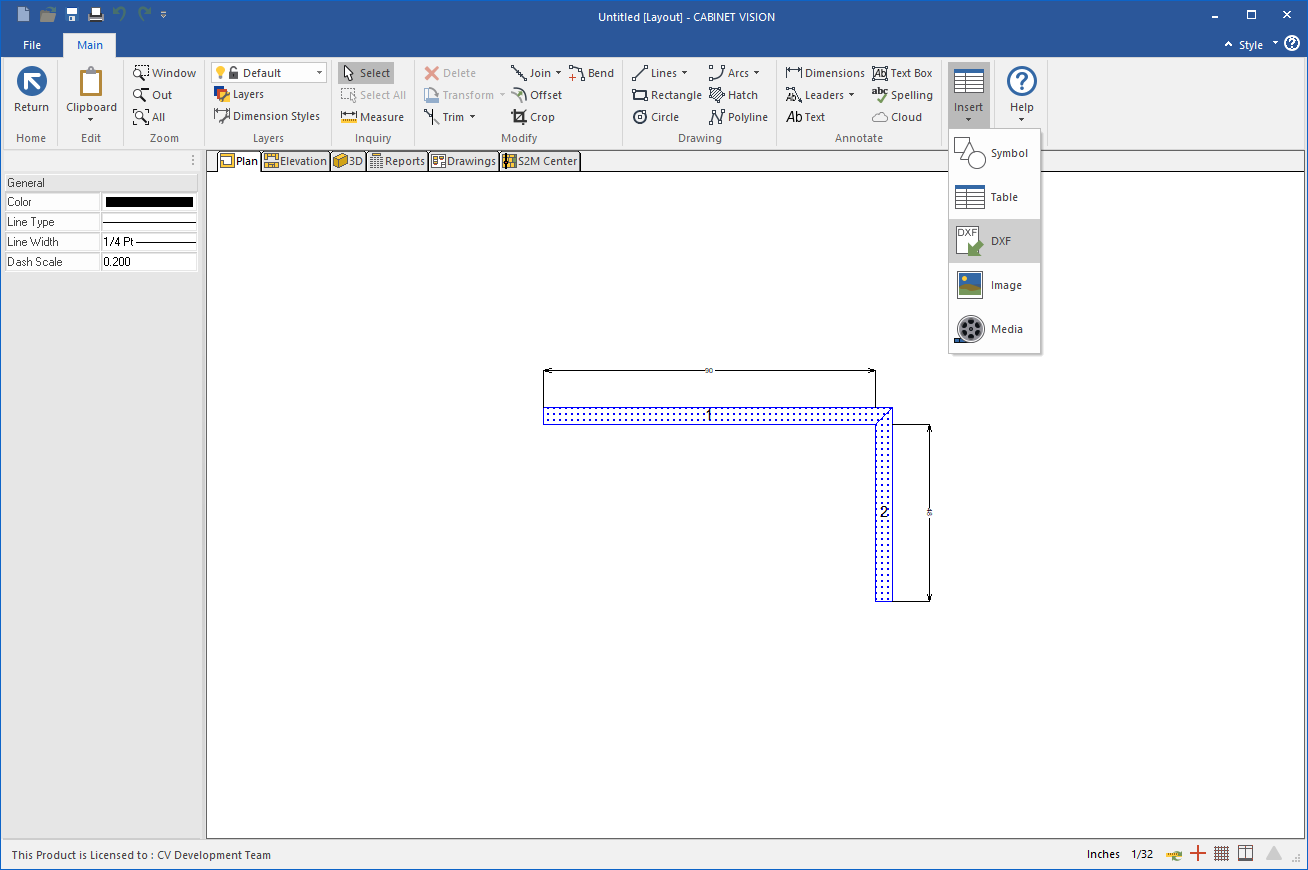 Untitled [Layout] - CABINET VISION
File Main Style
Return Clipboard Window Out All Default Layers Dimension Styles
Select Select All Measure
Delete Transform Trim Join Offset Crop Bend
Lines Rectangle Circle Arcs Hatch Polyline
Dimensions Leaders Text Text Box Spelling Cloud
Insert Help
Home Edit Zoom Layers Inquiry Modify Drawing Annotate
Symbol
Table
DXF DXF
Image
Media
Plan Elevation 3D Reports Drawings S2M Center
General
Color
Line Type
Line Width 1/4 Pt
Dash Scale 0.200
90
1
2
48
This Product is Licensed to : CV Development Team Inches 1/32